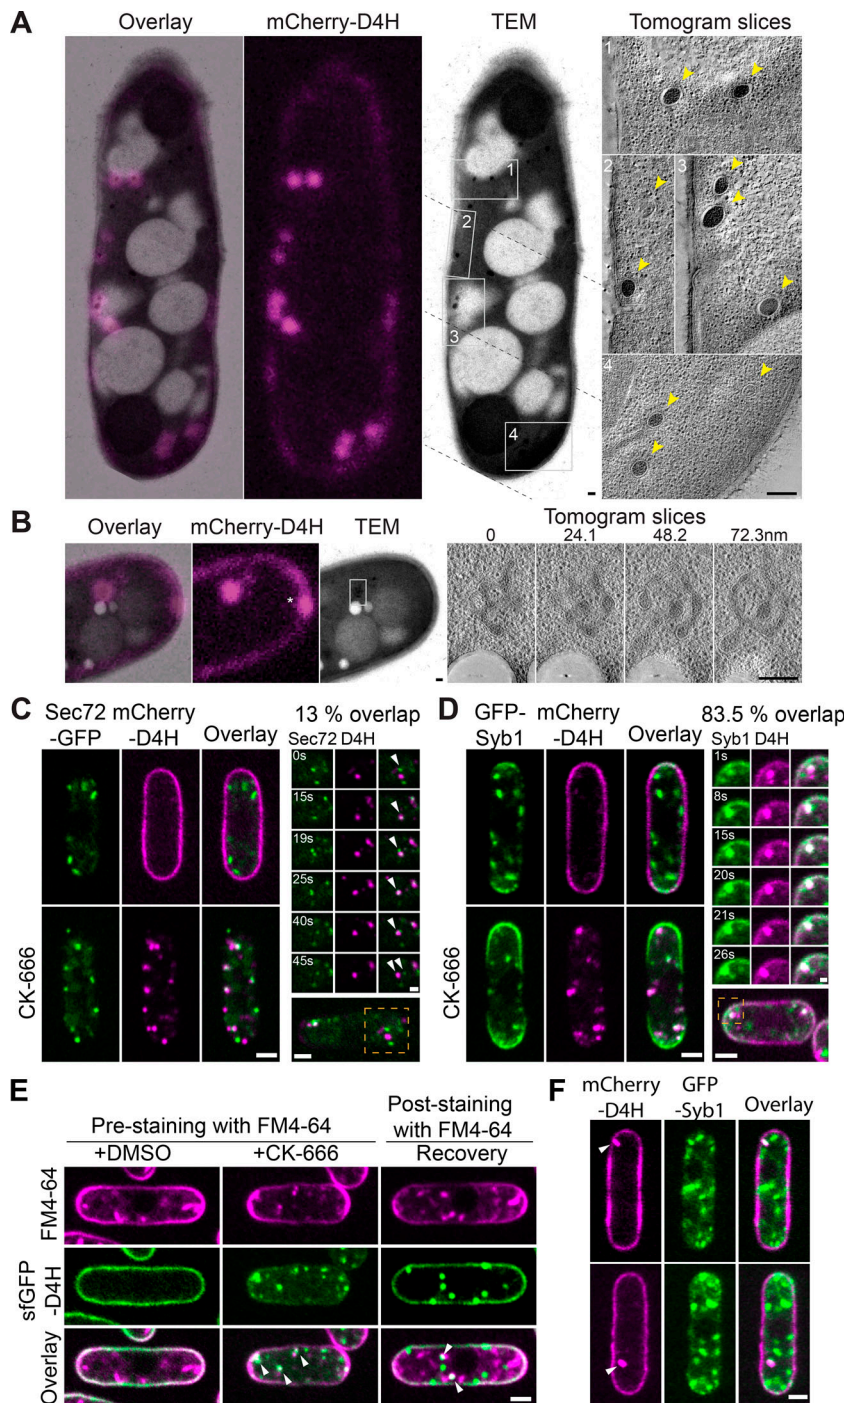 A
Overlay
mCherry-D4H
TEM
Tomogram slices
1
2
3
4
1
2
3
4
B
Overlay
mCherry-D4H
TEM
Tomogram slices
0
24.1
48.2
72.3nm
*
C
Sec72
-GFP
mCherry
-D4H
Overlay
13 % overlap
Sec72 D4H
0s
15s
19s
25s
40s
45s
CK-666
D
GFP-
Syb1
mCherry
-D4H
Overlay
83.5 % overlap
Syb1 D4H
1s
8s
15s
20s
21s
26s
CK-666
E
Pre-staining with FM4-64
+DMSO
+CK-666
Post-staining
with FM4-64
Recovery
FM4-64
sfGFP
-D4H
Overlay
F
mCherry
-D4H
GFP
-Syb1
Overlay